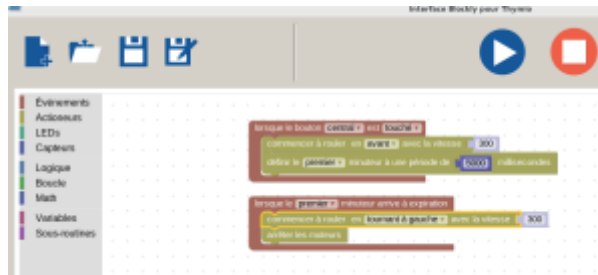 Interface Blockly pour Thymio
Événements
Actionneurs
LEDs
Capteurs
Logique
Boucle
Math
Variables
Sous-routines
lorsque le bouton central est touché
commencer à rouler en avant avec la vitesse 300
définir le premier minuteur à une période de 5000 millisecondes
lorsque le premier minuteur arrive à expiration
commencer à rouler en tournant à gauche avec la vitesse 300
arrêter les moteurs